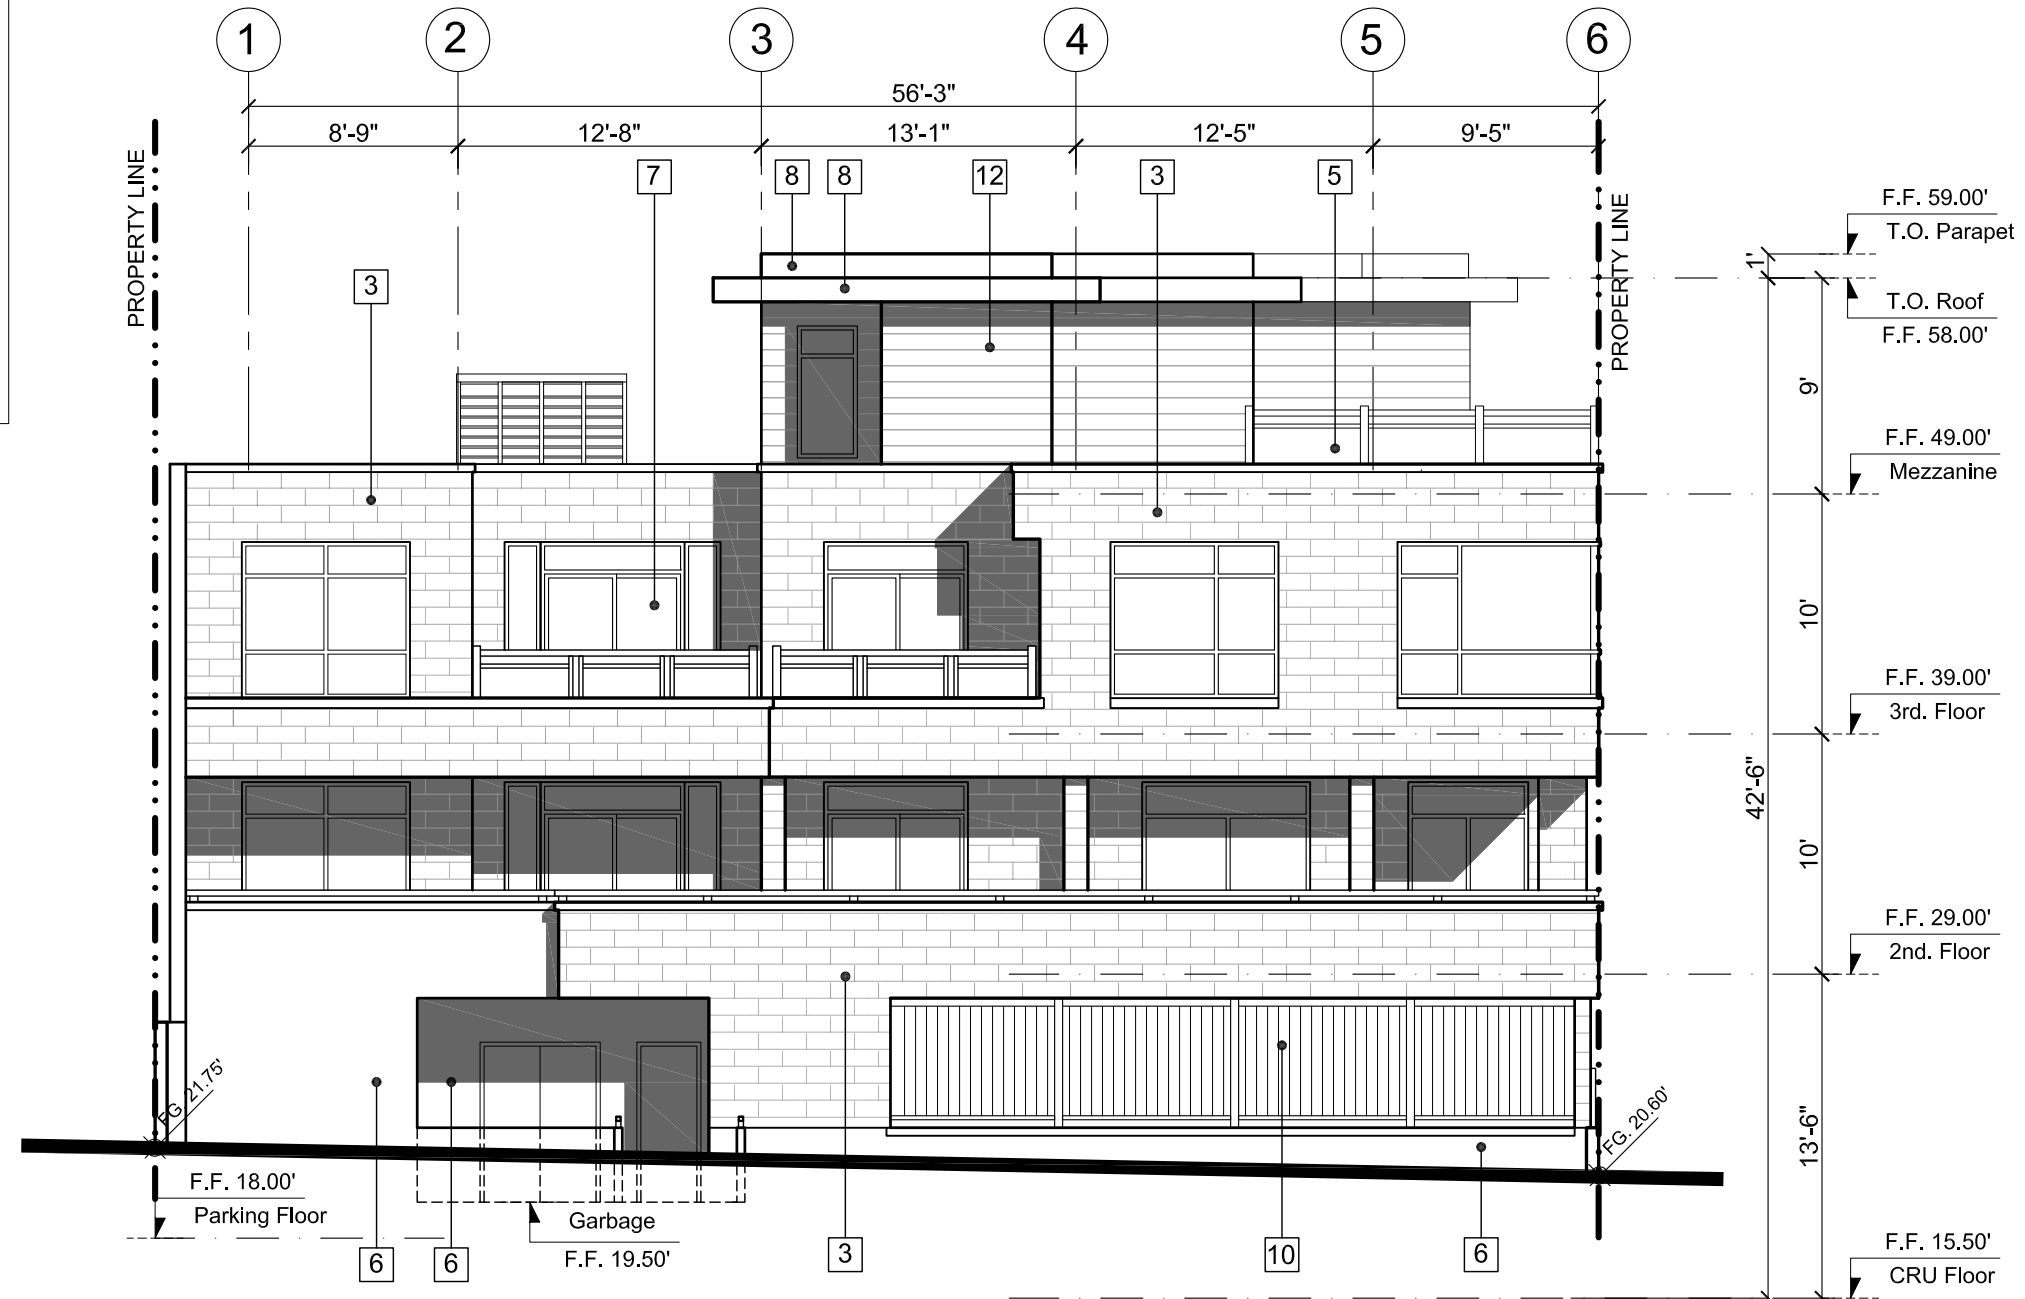 1
2
3
4
5
6
56'-3"
8'-9"
12'-8"
13'-1"
12'-5"
9'-5"
7
8
8
12
3
5
PROPERTY LINE
PROPERTY LINE
3
F.F. 59.00'
T.O. Parapet
1'
T.O. Roof
F.F. 58.00'
9'
F.F. 49.00'
Mezzanine
10'
F.F. 39.00'
3rd. Floor
42'-6"
10'
F.F. 29.00'
2nd. Floor
13'-6"
FG. 21.75'
FG. 20.60'
F.F. 18.00'
Parking Floor
Garbage
F.F. 19.50'
6
6
3
10
6
F.F. 15.50'
CRU Floor